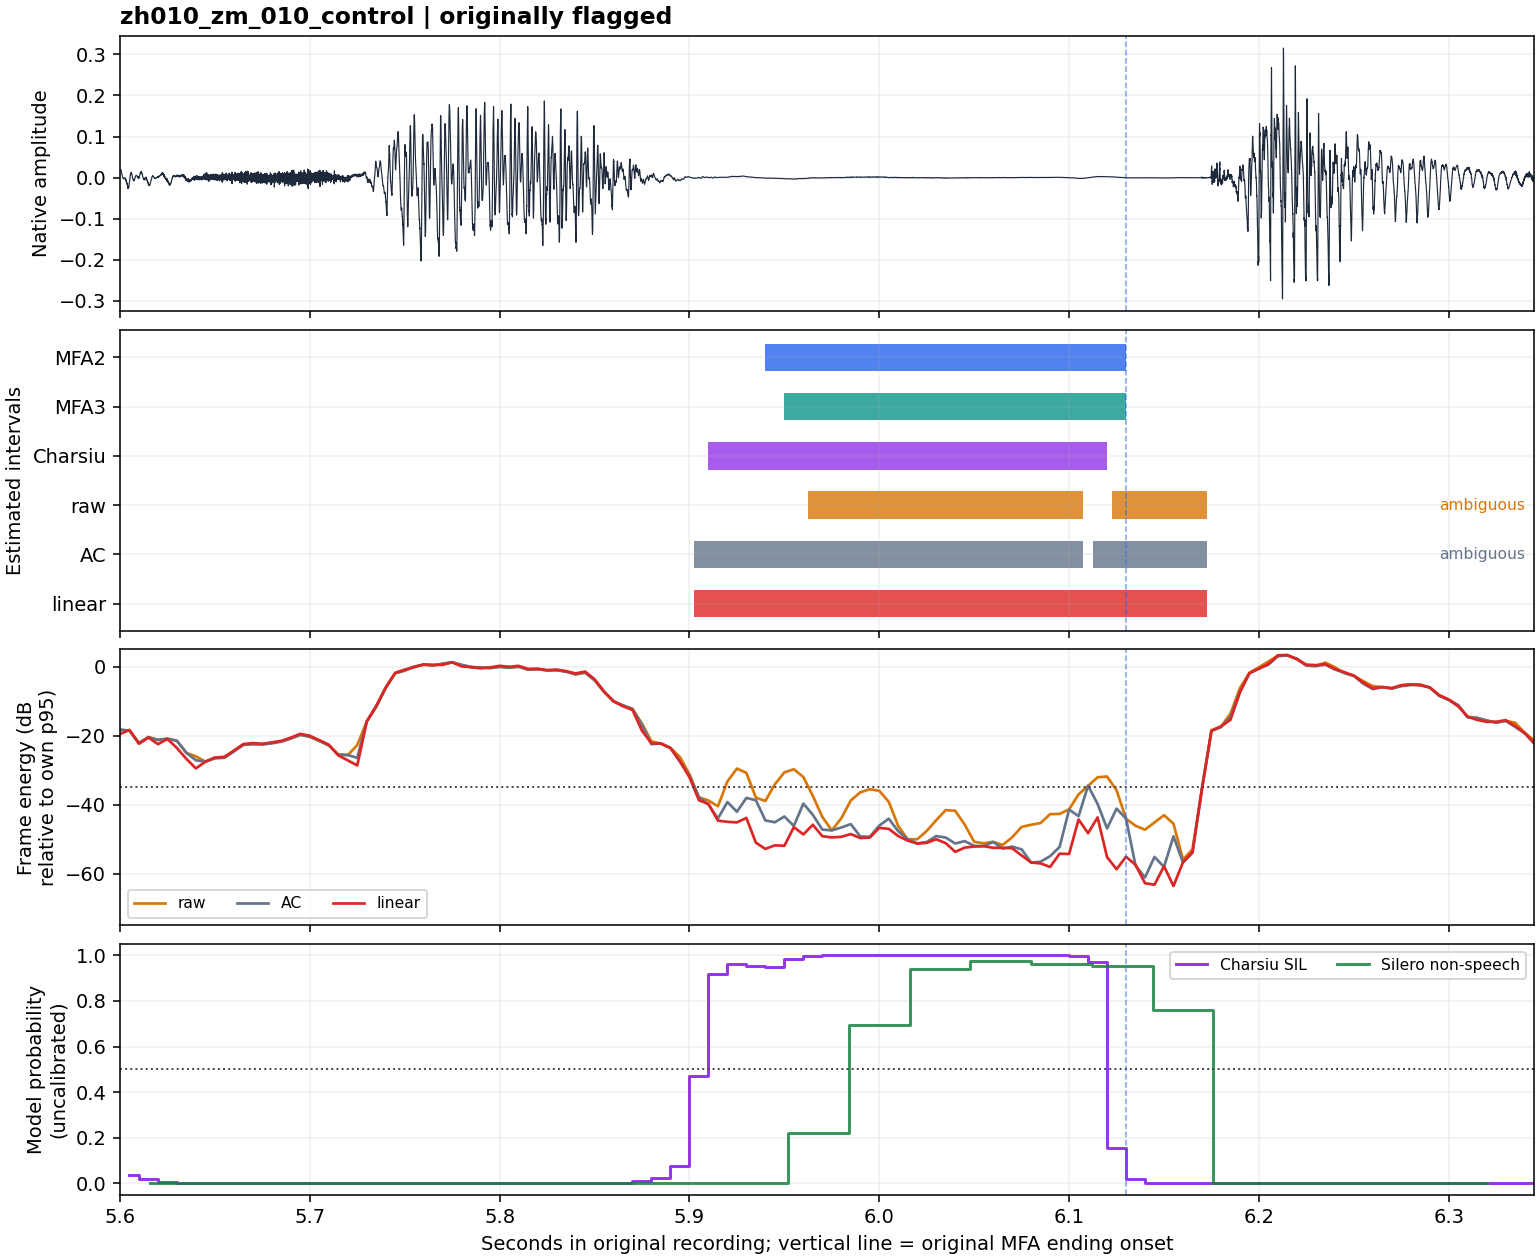 zh010_zm_010_control | originally flagged
Native amplitude
0.3
0.2
0.1
0.0
−0.1
−0.2
−0.3
Estimated intervals
MFA2
MFA3
Charsiu
raw
AC
linear
ambiguous
ambiguous
Frame energy (dB
relative to own p95)
0
−20
−40
−60
raw
AC
linear
Model probability
(uncalibrated)
1.0
0.8
0.6
0.4
0.2
0.0
Charsiu SIL
Silero non-speech
5.6
5.7
5.8
5.9
6.0
6.1
6.2
6.3
Seconds in original recording; vertical line = original MFA ending onset